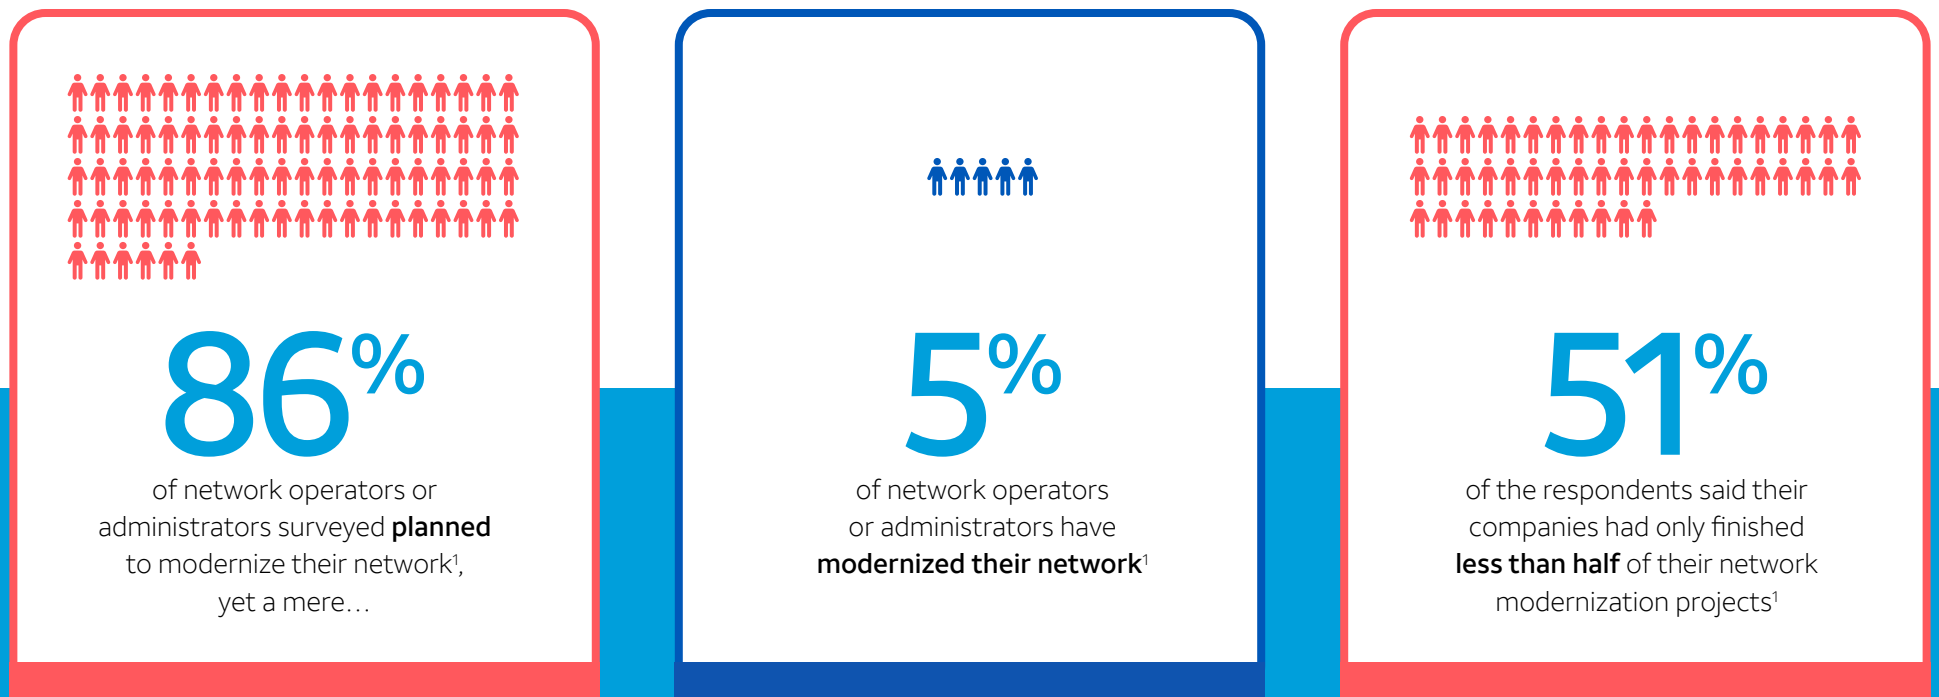 86%
of network operators or
administrators surveyed planned
to modernize their network¹,
yet a mere...
5%
of network operators
or administrators have
modernized their network¹
51%
of the respondents said their
companies had only finished
less than half of their network
modernization projects¹